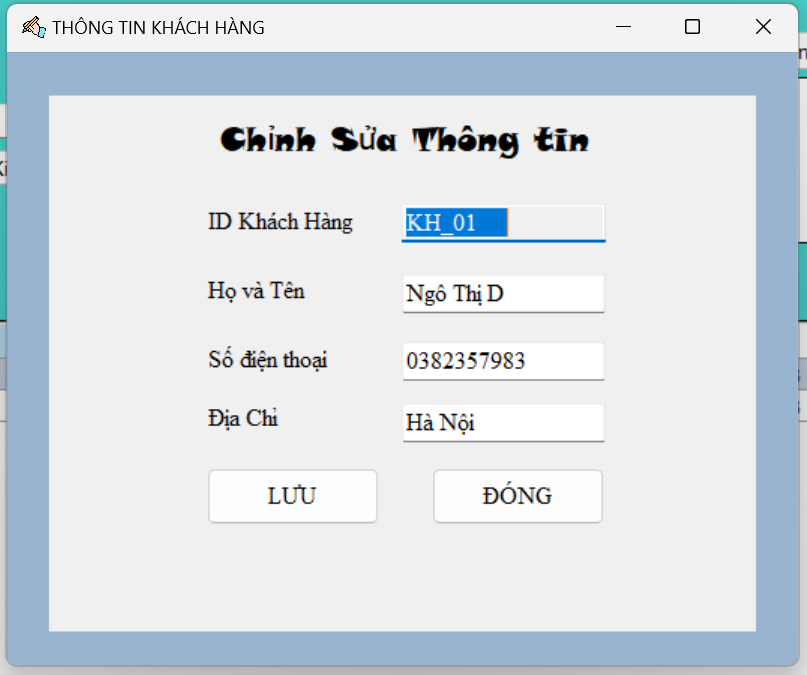 THÔNG TIN KHÁCH HÀNG
Chỉnh Sửa Thông tin
ID Khách Hàng KH_01
Họ và Tên Ngô Thị D
Số điện thoại 0382357983
Địa Chỉ Hà Nội
LƯU ĐÓNG